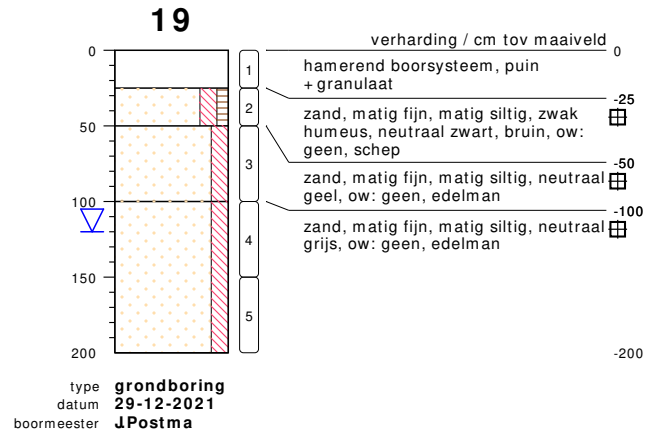 19
verharding / cm tov maaiveld
0
0
1
hamerend boorsysteem, puin
+ granulaat
-25
2
zand, matig fijn, matig siltig, zwak
humeus, neutraal zwart, bruin, ow:
geen, schep
50
-50
3
zand, matig fijn, matig siltig, neutraal
geel, ow: geen, edelman
100
-100
4
zand, matig fijn, matig siltig, neutraal
grijs, ow: geen, edelman
150
5
200
-200
type grondboring
datum 29-12-2021
boormeester J.Postma